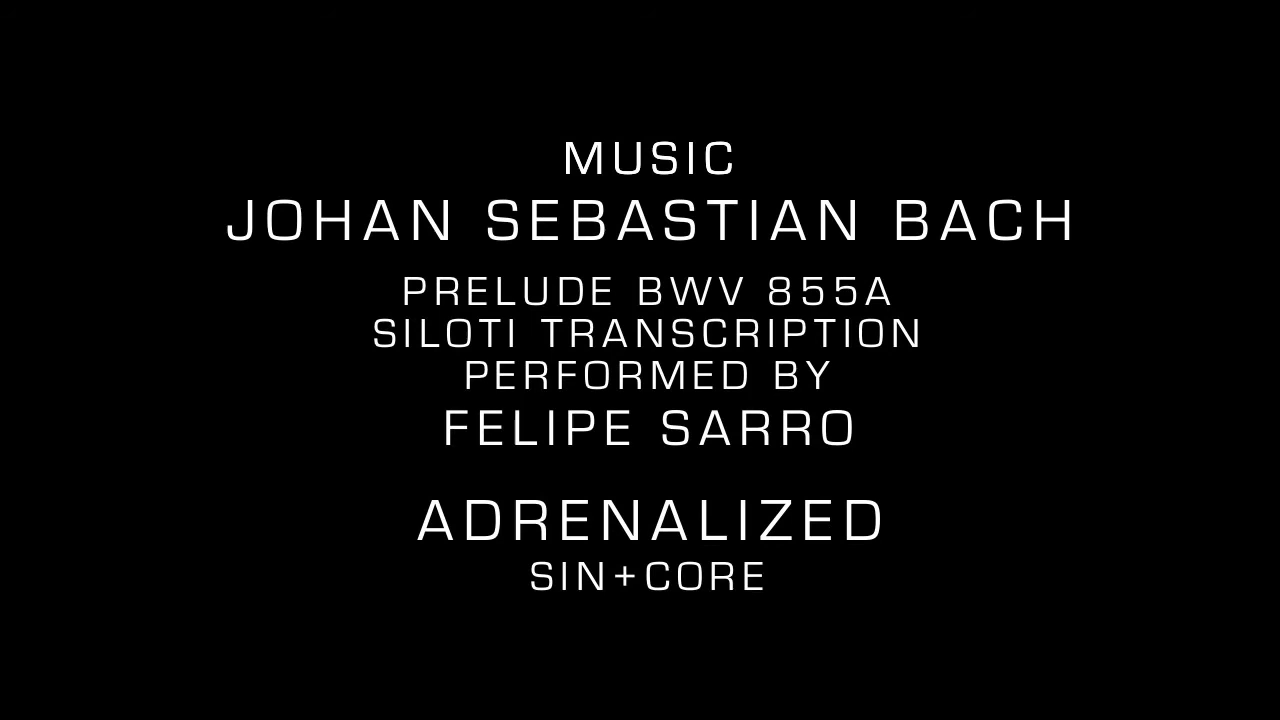 MUSIC
JOHAN SEBASTIAN BACH
PRELUDE BWV 855A
SILOTI TRANSCRIPTION
PERFORMED BY
FELIPE SARRO
ADRENALIZED
SIN+CORE